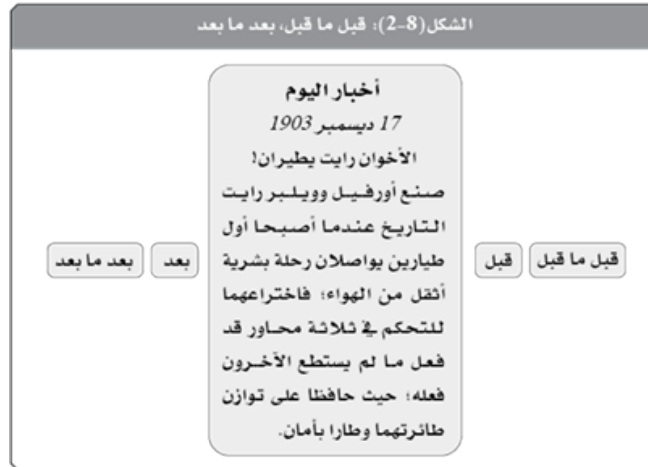 الشكل(8-2): قبل ما قبل، بعد ما بعد
أخبار اليوم
17 ديسمبر 1903
الأخوان رايت يطيران!
صنع أورفيل وويلبر رايت
التاريخ عندما أصبحا أول
طيارين يواصلان رحلة بشرية
أثقل من الهواء؛ فاختراعهما
للتحكم في ثلاثة محاور قد
فعل ما لم يستطع الآخرون
فعله؛ حيث حافظا على توازن
طائرتهما وطارا بأمان.
قبل ما قبل
قبل
بعد
بعد ما بعد